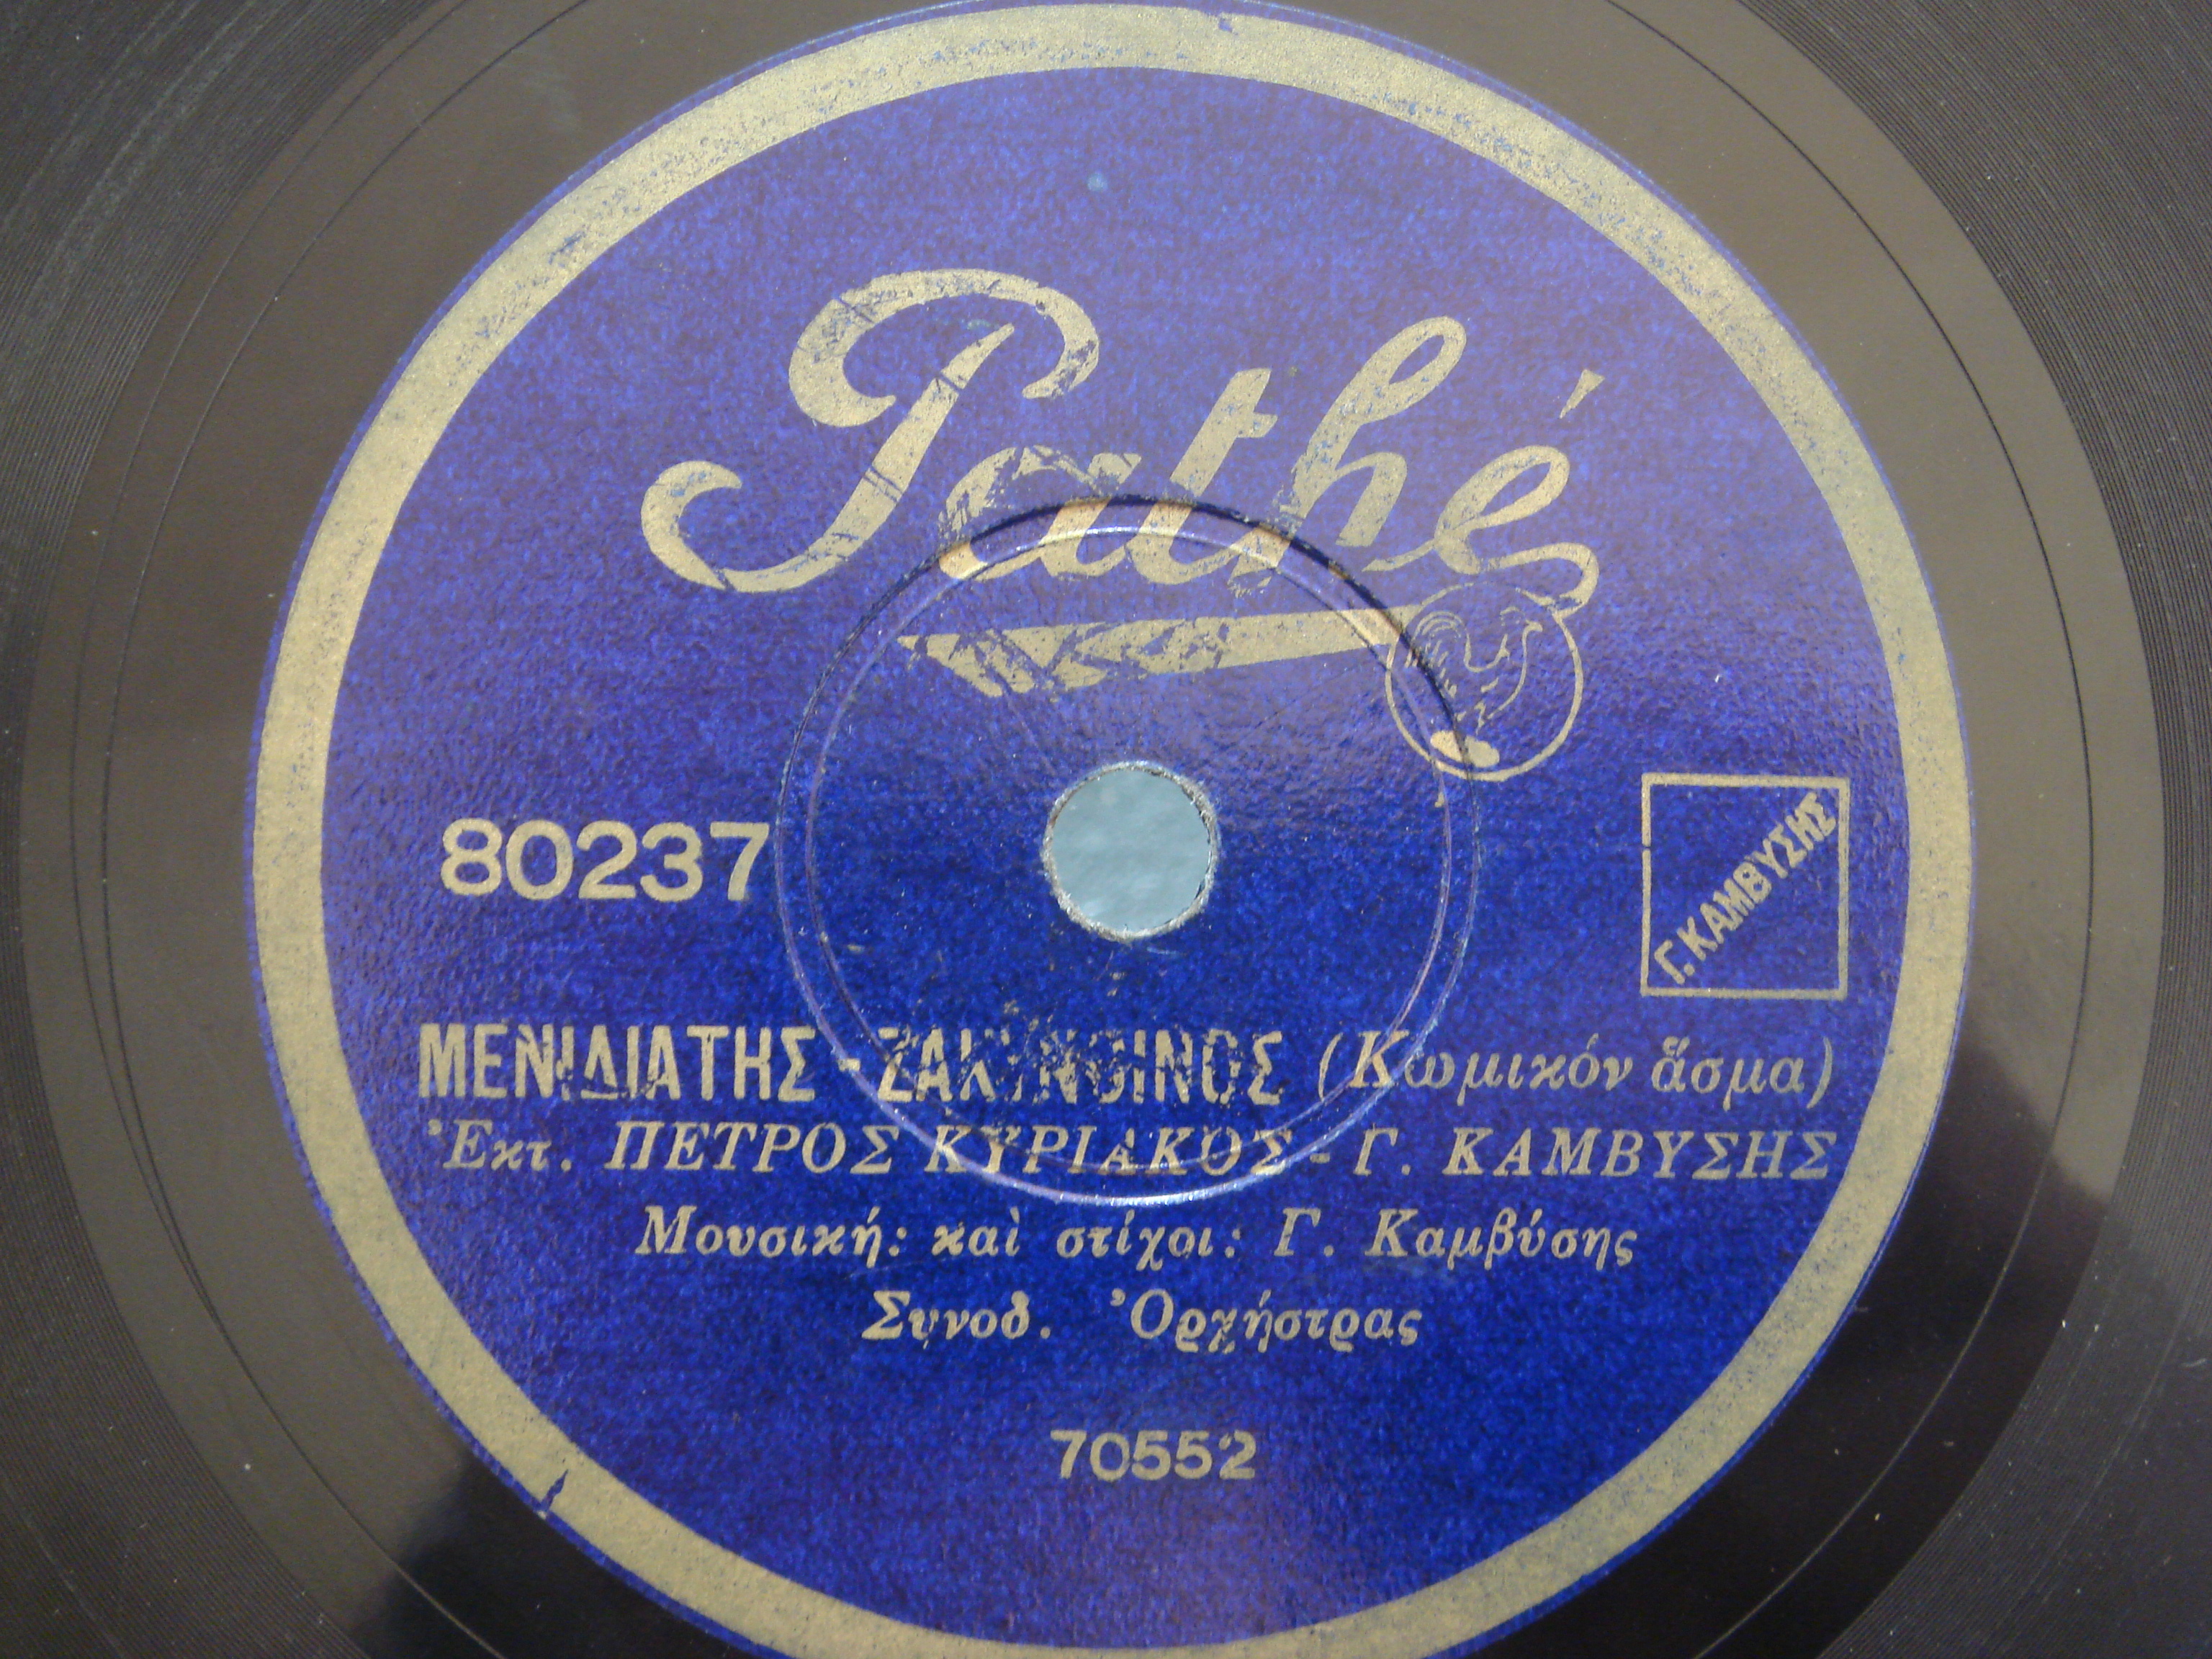 Pathé
80237
Γ. ΚΑΜΒΥΣΗΣ
ΜΕΝΙΔΙΑΤΗΣ - ΖΑΚΥΝΘΙΝΟΣ (Κωμικόν ᾆσμα)
Ἐκτ. ΠΕΤΡΟΣ ΚΥΡΙΑΚΟΣ - Γ. ΚΑΜΒΥΣΗΣ
Μουσική: καὶ στίχοι: Γ. Καμβύσης
Συνοδ. Ὀρχήστρας
70552